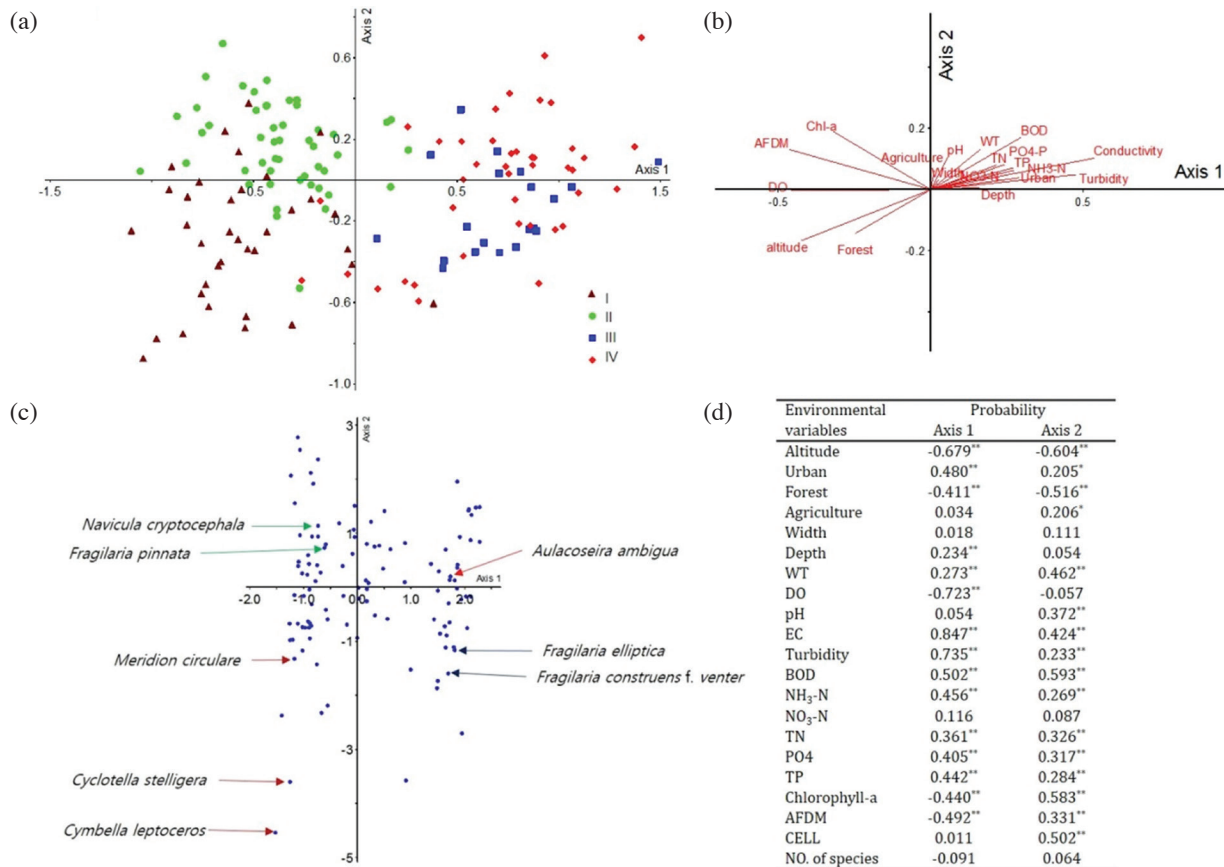 (a)
Axis 2
0.6
0.2
Axis 1
-1.5
0.5
0.5
1.5
-0.2
-0.6
-1.0
I
II
III
IV
(b)
Axis 2
0.2
Chl-a
BOD
AFDM
WT
pH
PO4-P
Agriculture
TN
Conductivity
TP
Width
NO3-N
NH3-N
Axis 1
DO
Urban
Turbidity
-0.5
Depth
0.5
altitude
Forest
-0.2
(c)
Axis 2
3
Navicula cryptocephala
1
Fragilaria pinnata
Aulacoseira ambigua
Axis 1
-2.0
-1.0
0.0
1.0
2.0
-1
Meridion circulare
Fragilaria elliptica
Fragilaria construens f. venter
-3
Cyclotella stelligera
Cymbella leptoceros
-5
(d)
Environmental variables Probability
Axis 1 Axis 2
Altitude -0.679** -0.604**
Urban 0.480** 0.205*
Forest -0.411** -0.516**
Agriculture 0.034 0.206*
Width 0.018 0.111
Depth 0.234** 0.054
WT 0.273** 0.462**
DO -0.723** -0.057
pH 0.054 0.372**
EC 0.847** 0.424**
Turbidity 0.735** 0.233**
BOD 0.502** 0.593**
NH₃-N 0.456** 0.269**
NO₃-N 0.116 0.087
TN 0.361** 0.326**
PO4 0.405** 0.317**
TP 0.442** 0.284**
Chlorophyll-a -0.440** 0.583**
AFDM -0.492** 0.331**
CELL 0.011 0.502**
NO. of species -0.091 0.064